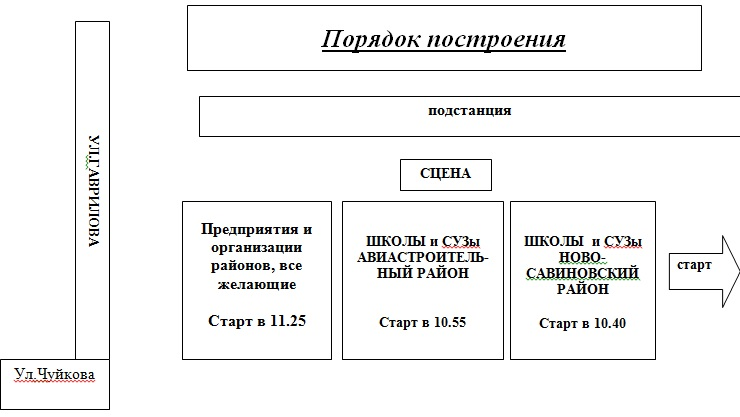 Порядок построения
подстанция
УЛ.ГАВРИЛОВА
СЦЕНА
Предприятия и
организации
районов, все
желающие
Старт в 11.25
ШКОЛЫ и СУЗы
АВИАСТРОИТЕЛЬ-
НЫЙ РАЙОН
Старт в 10.55
ШКОЛЫ и СУЗы
НОВО-
САВИНОВСКИЙ
РАЙОН
Старт в 10.40
старт
Ул.Чуйкова